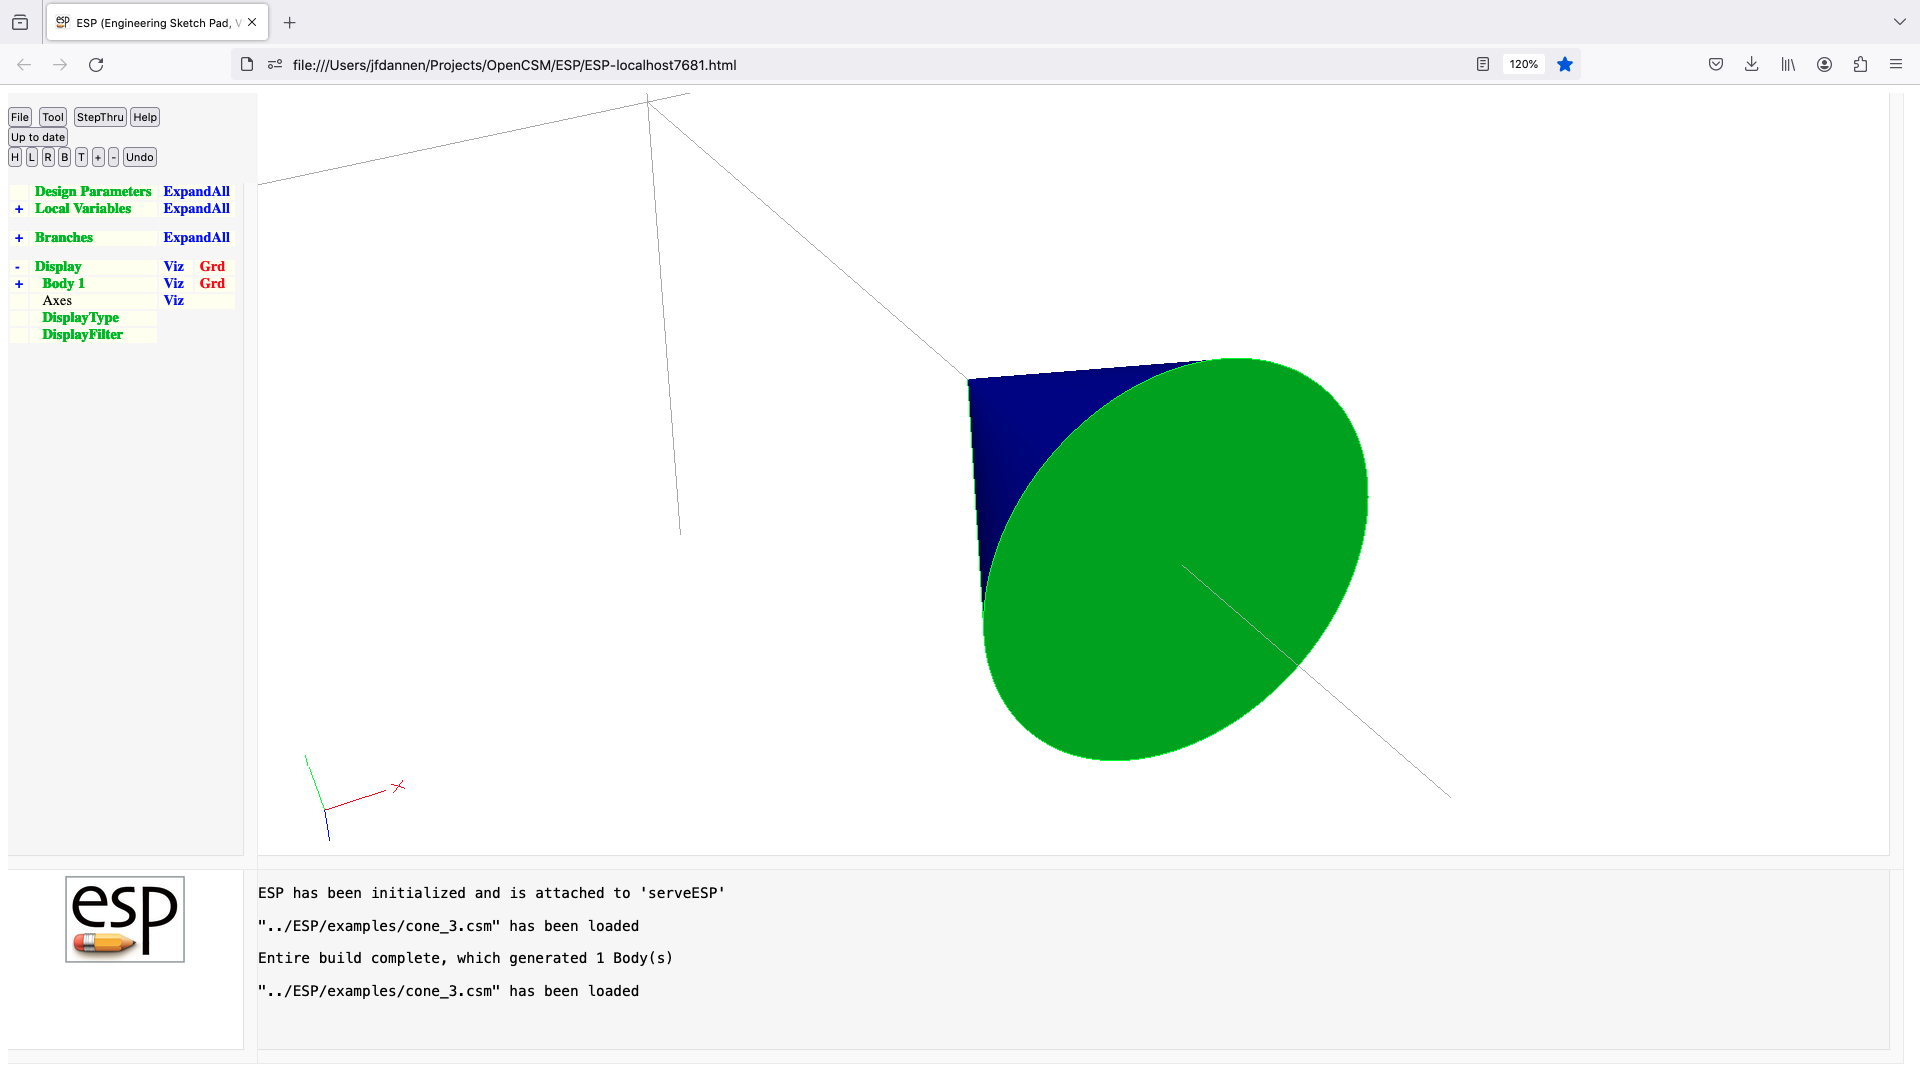 esp ESP (Engineering Sketch Pad, V
file:///Users/jfdannen/Projects/OpenCSM/ESP/ESP-localhost7681.html
120%
File Tool StepThru Help
Up to date
H L R B T + - Undo
Design Parameters ExpandAll
+ Local Variables ExpandAll
+ Branches ExpandAll
- Display Viz Grd
+ Body 1 Viz Grd
Axes Viz
DisplayType
DisplayFilter
X
esp
ESP has been initialized and is attached to 'serveESP'
"../ESP/examples/cone_3.csm" has been loaded
Entire build complete, which generated 1 Body(s)
"../ESP/examples/cone_3.csm" has been loaded